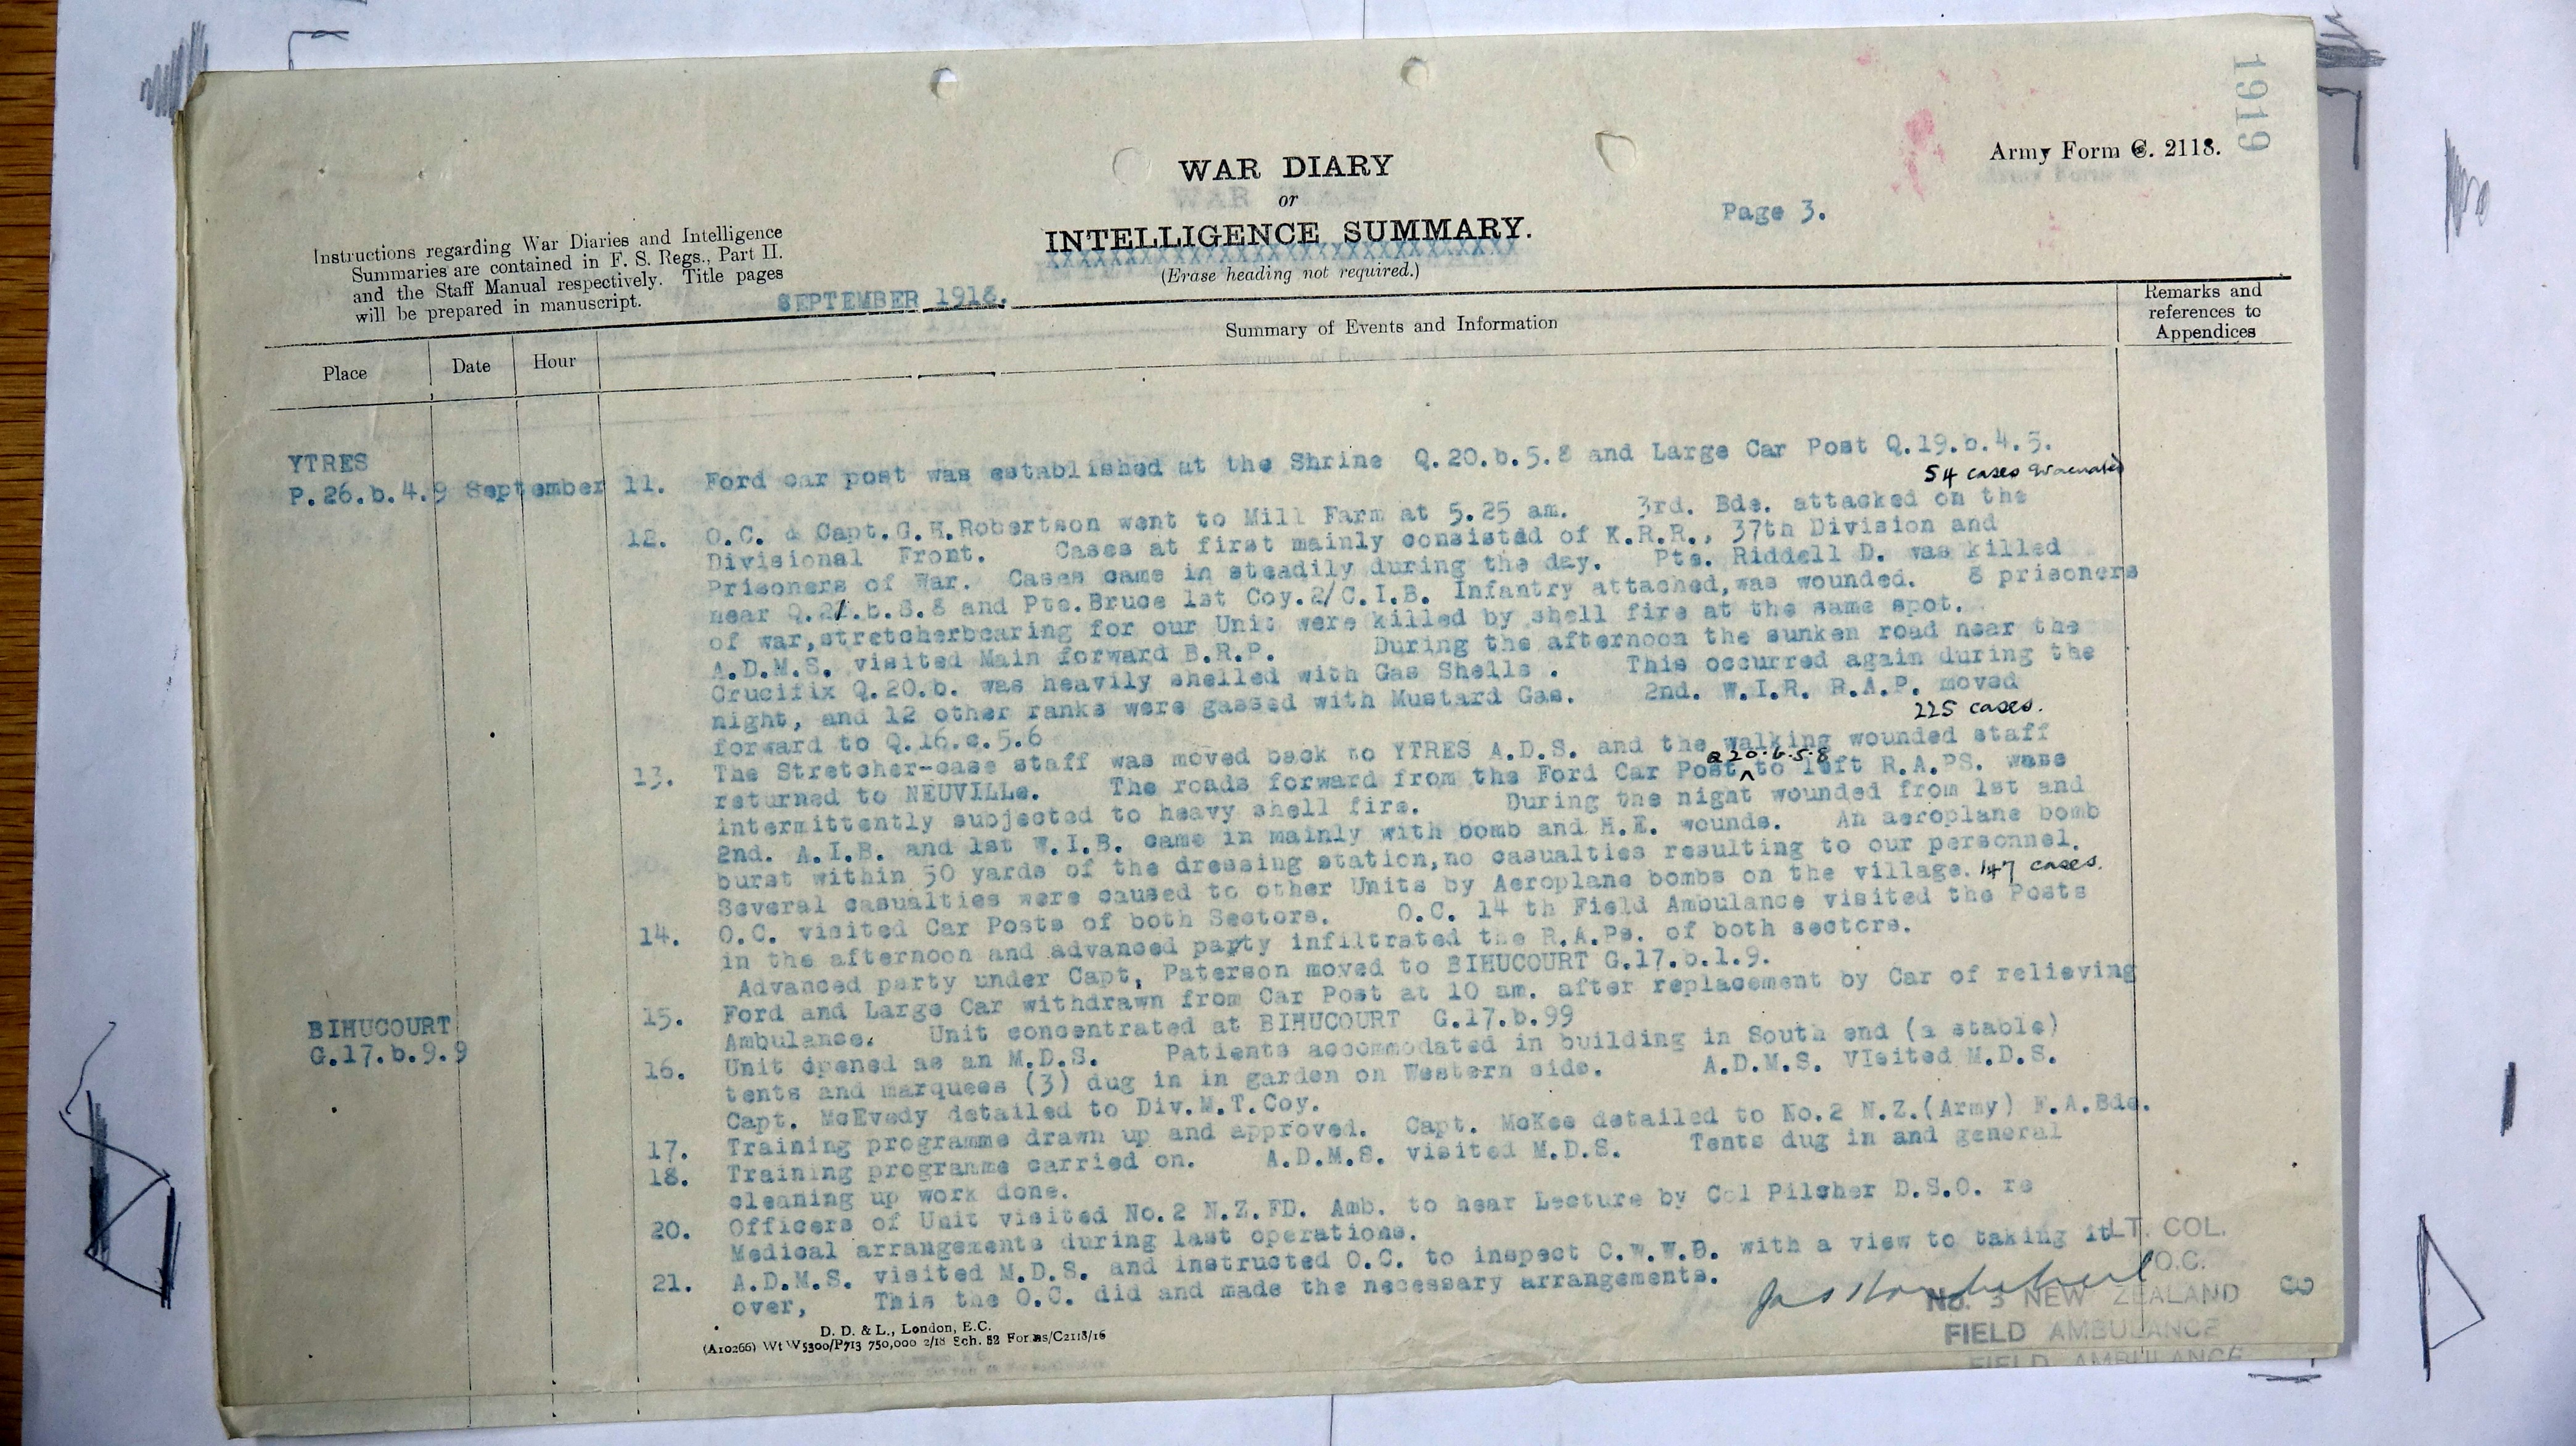 1919
Army Form C. 2118.
WAR DIARY
or
INTELLIGENCE SUMMARY.
(Erase heading not required.)
Page 3.
Instructions regarding War Diaries and Intelligence
Summaries are contained in F. S. Regs., Part II.
and the Staff Manual respectively. Title pages
will be prepared in manuscript.
SEPTEMBER 1918.
Place Date Hour Summary of Events and Information Remarks and
references to
Appendices
YTRES
P.26.b.4.9 September 11. Ford car post was established at the Shrine Q.20.b.5.8 and Large Car Post Q.19.b.4.5.
54 cases evacuated
12. O.C. & Capt.G.H.Robertson went to Mill Farm at 5.25 am. 3rd. Bde. attacked on the
Divisional Front. Cases at first mainly consisted of K.R.R., 37th Division and
Prisoners of War. Cases came in steadily during the day. Pte. Riddell D. was killed
near Q.21.b.8.8 and Pte.Bruce 1st Coy.2/C.I.B. Infantry attached,was wounded. 8 prisoners
of war,stretcherbearing for our Unit were killed by shell fire at the same spot.
A.D.M.S. visited Main forward B.R.P. During the afternoon the sunken road near the
Crucifix Q.20.b. was heavily shelled with Gas Shells . This occurred again during the
night, and 12 other ranks were gassed with Mustard Gas. 2nd. W.I.R. R.A.P. moved
forward to Q.16.c.5.6 225 cases.
13. The Stretcher-case staff was moved back to YTRES A.D.S. and the walking wounded staff
returned to NEUVILLe. The roads forward from the Ford Car Post Q20.b.5.8 to left R.A.PS. were
intermittently subjected to heavy shell fire. During the night wounded from 1st and
2nd. A.I.B. and 1st W.I.B. came in mainly with bomb and H.E. wounds. An aeroplane bomb
burst within 50 yards of the dressing station,no casualties resulting to our personnel.
Several casualties were caused to other Units by Aeroplane bombs on the village. 147 cases.
14. O.C. visited Car Posts of both Sectors. O.C. 14 th Field Ambulance visited the Posts
in the afternoon and advanced party infiltrated the R.A.Ps. of both sectors.
Advanced party under Capt, Paterson moved to BIHUCOURT G.17.b.1.9.
BIHUCOURT
G.17.b.9.9
15. Ford and Large Car withdrawn from Car Post at 10 am. after replacement by Car of relieving
Ambulance. Unit concentrated at BIHUCOURT G.17.b.99
16. Unit opened as an M.D.S. Patients accommodated in building in South end (a stable)
tents and marquees (3) dug in in garden on Western side. A.D.M.S. VIsited M.D.S.
Capt. McEvedy detailed to Div.M.T.Coy.
17. Training programme drawn up and approved. Capt. McKee detailed to No.2 N.Z.(Army) F.A.Bde.
18. Training programme carried on. A.D.M.S. visited M.D.S. Tents dug in and general
cleaning up work done.
20. Officers of Unit visited No.2 N.Z.FD. Amb. to hear Lecture by Col Pilcher D.S.O. re
Medical arrangements during last operations.
21. A.D.M.S. visited M.D.S. and instructed O.C. to inspect C.W.W.B. with a view to taking it
over, This the O.C. did and made the necessary arrangements.
LT. COL.
O.C.
No. 3 NEW ZEALAND
FIELD AMBULANCE
FIELD AMBULANCE
3
D. D. & L., London, E.C.
(A10266) Wt W5300/P713 750,000 2/18 Sch. 52 Forms/C2118/16